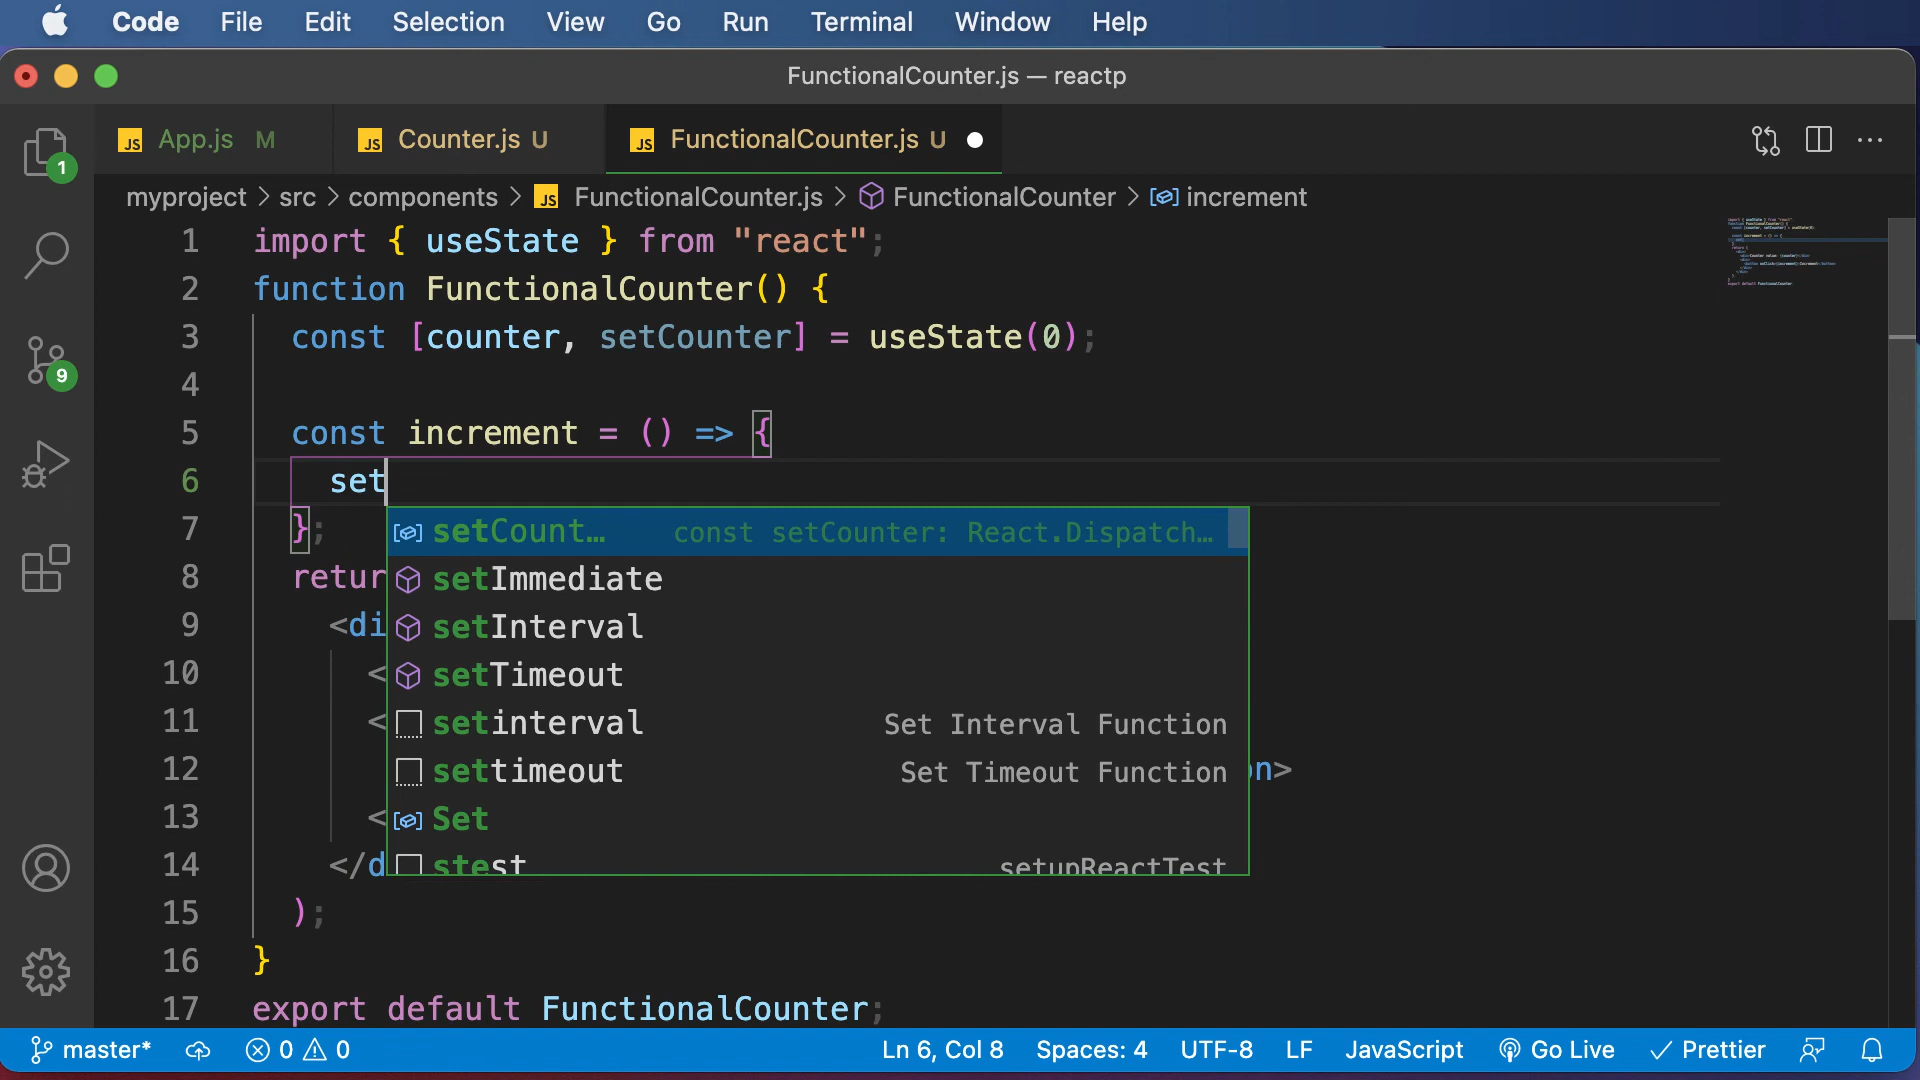 Code File Edit Selection View Go Run Terminal Window Help
FunctionalCounter.js — reactp
JS App.js M JS Counter.js U JS FunctionalCounter.js U
1
myproject > src > components > JS FunctionalCounter.js > FunctionalCounter > increment
1 import { useState } from "react";
2 function FunctionalCounter() {
3 const [counter, setCounter] = useState(0);
4
5 const increment = () => {
6 set
7 };
setCount… const setCounter: React.Dispatch…
8 retur
setImmediate
9 <di
setInterval
10 <
setTimeout
11 <
setinterval Set Interval Function
12
settimeout Set Timeout Function
n>
13 <
Set
14 </d
stest setupReactTest
15 );
16 }
17 export default FunctionalCounter;
9
master* 0 0 Ln 6, Col 8 Spaces: 4 UTF-8 LF JavaScript Go Live Prettier